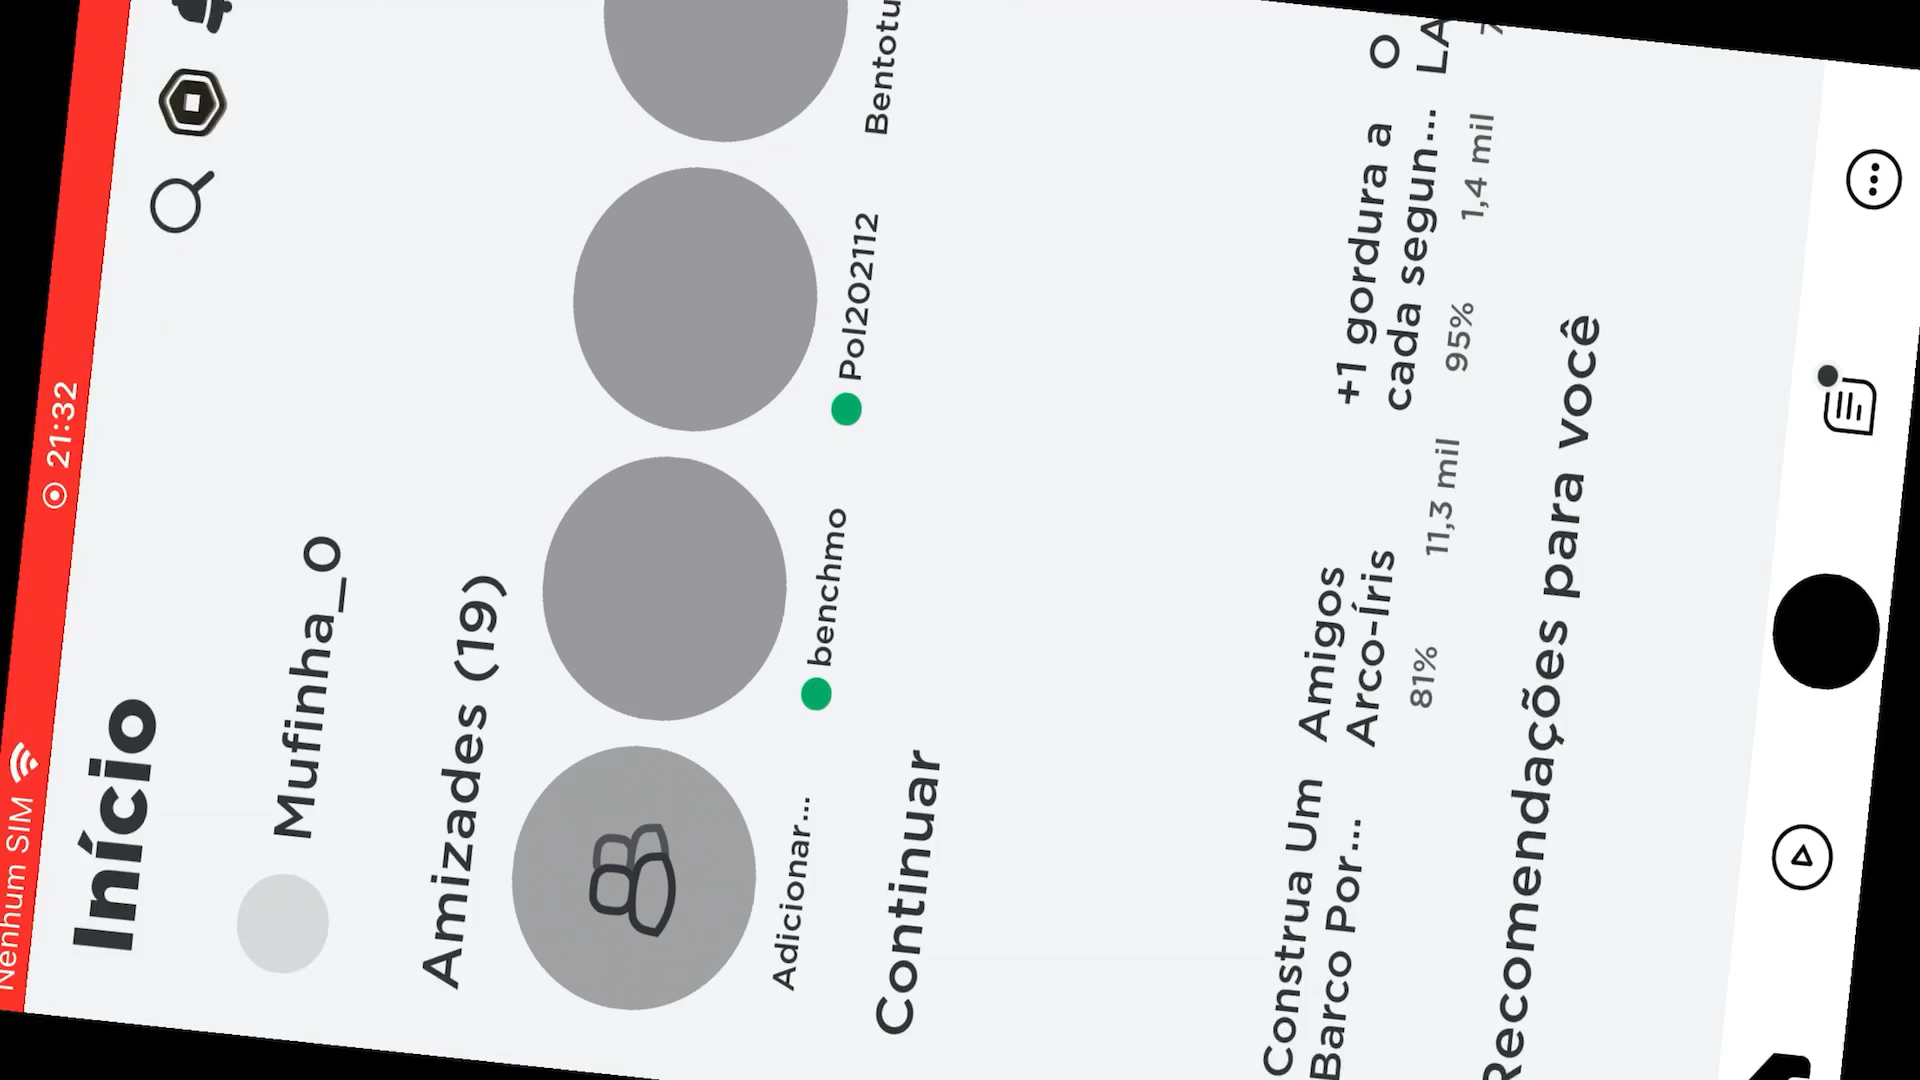 Nenhum SIM
21:32
Início
Mufinha_O
Amizades (19)
Adicionar...
benchmo
Pol202112
Bentotu
Continuar
Construa Um
Barco Por...
Amigos
Arco-Íris
81%
11,3 mil
+1 gordura a
cada segun...
95%
1,4 mil
O
LA
Recomendações para você